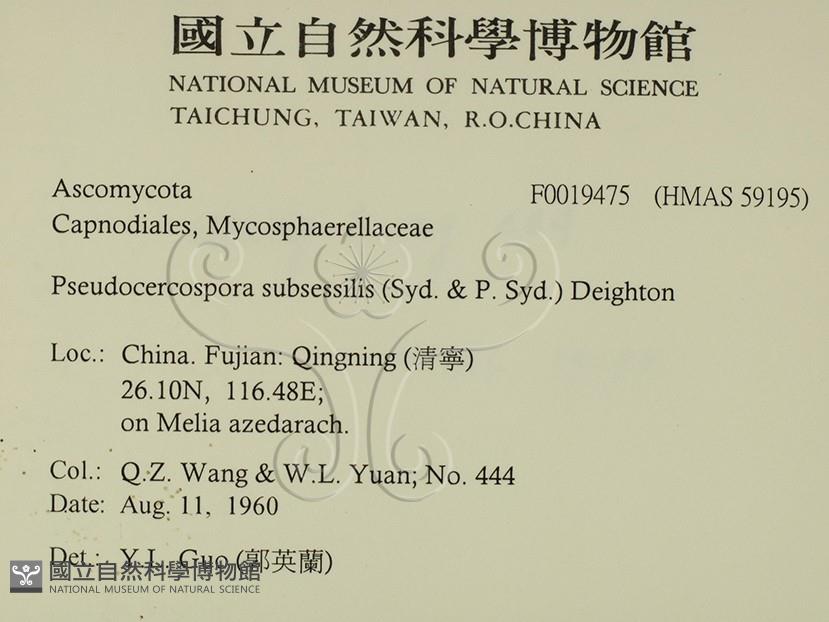 國立自然科學博物館
NATIONAL MUSEUM OF NATURAL SCIENCE
TAICHUNG, TAIWAN, R.O.CHINA
Ascomycota F0019475 (HMAS 59195)
Capnodiales, Mycosphaerellaceae
Pseudocercospora subsessilis (Syd. & P. Syd.) Deighton
Loc.: China. Fujian: Qingning (清寧)
26.10N, 116.48E;
on Melia azedarach.
Col.: Q.Z. Wang & W.L. Yuan; No. 444
Date: Aug. 11, 1960
Det.: Y.L. Guo (郭英蘭)
國立自然科學博物館
NATIONAL MUSEUM OF NATURAL SCIENCE